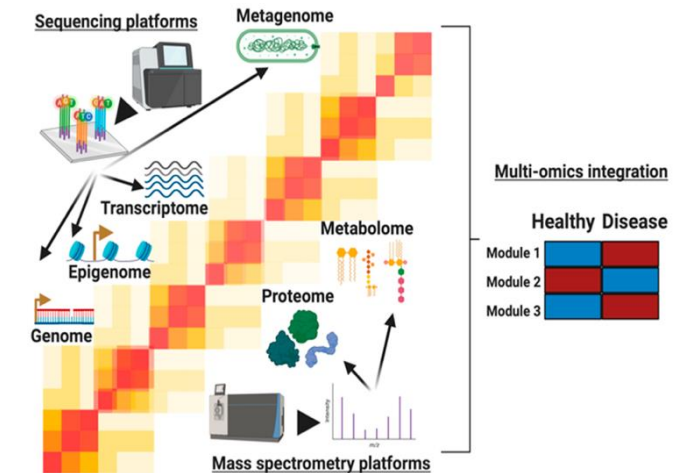 Sequencing platforms
Metagenome
Transcriptome
Epigenome
Genome
Metabolome
Proteome
Intensity
m/z
Mass spectrometry platforms
Multi-omics integration
Healthy Disease
Module 1
Module 2
Module 3